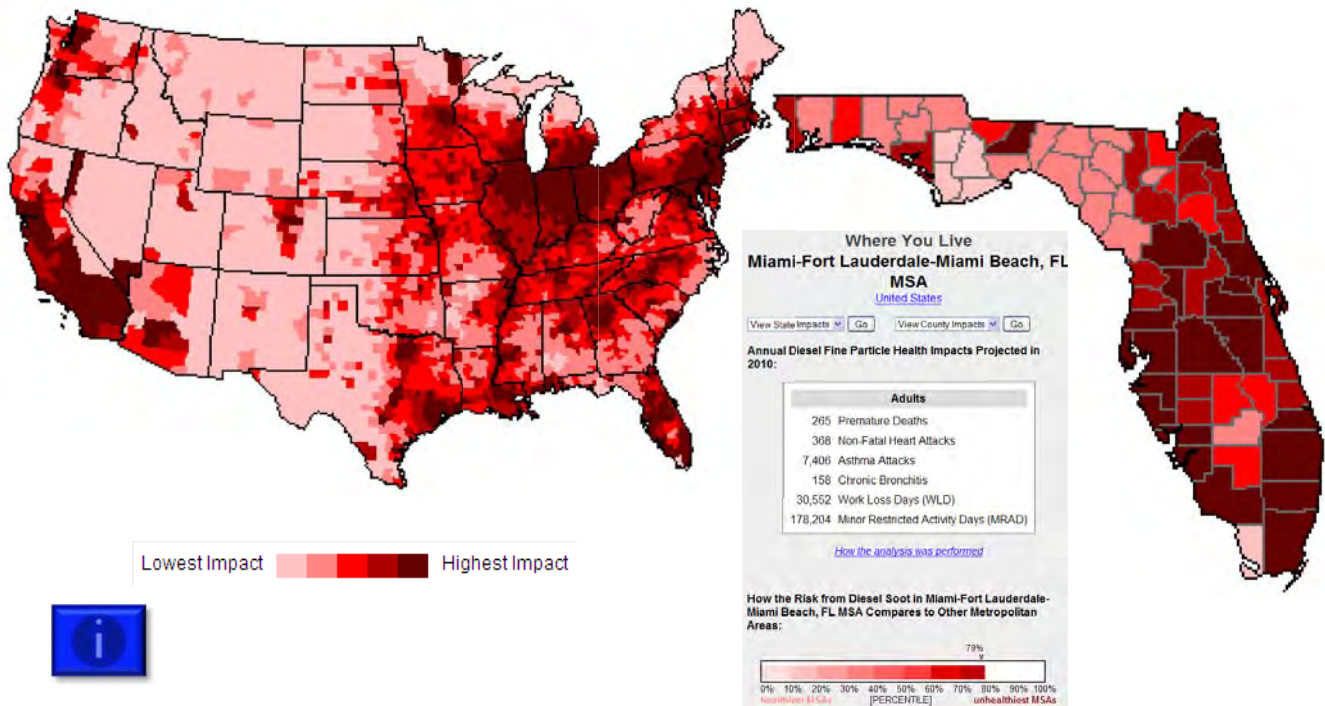 Where You Live
Miami-Fort Lauderdale-Miami Beach, FL
MSA
United States
View State Impacts Go View County Impacts Go
Annual Diesel Fine Particle Health Impacts Projected in
2010:
Adults
265 Premature Deaths
368 Non-Fatal Heart Attacks
7,406 Asthma Attacks
158 Chronic Bronchitis
30,552 Work Loss Days (WLD)
178,204 Minor Restricted Activity Days (MRAD)
How the analysis was performed
Lowest Impact Highest Impact
i
How the Risk from Diesel Soot in Miami-Fort Lauderdale-
Miami Beach, FL MSA Compares to Other Metropolitan
Areas:
79%
0% 10% 20% 30% 40% 50% 60% 70% 80% 90% 100%
healthiest MSAs [PERCENTILE] unhealthiest MSAs